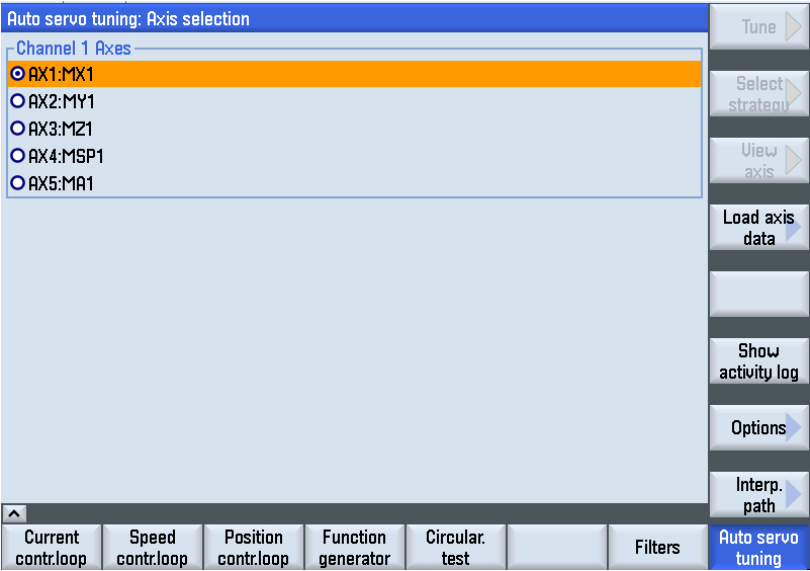 Auto servo tuning: Axis selection
Channel 1 Axes
AX1:MX1
AX2:MY1
AX3:MZ1
AX4:MSP1
AX5:MA1
Tune
Select
strategy
View
axis
Load axis
data
Show
activity log
Options
Interp.
path
Current
contr.loop
Speed
contr.loop
Position
contr.loop
Function
generator
Circular.
test
Filters
Auto servo
tuning